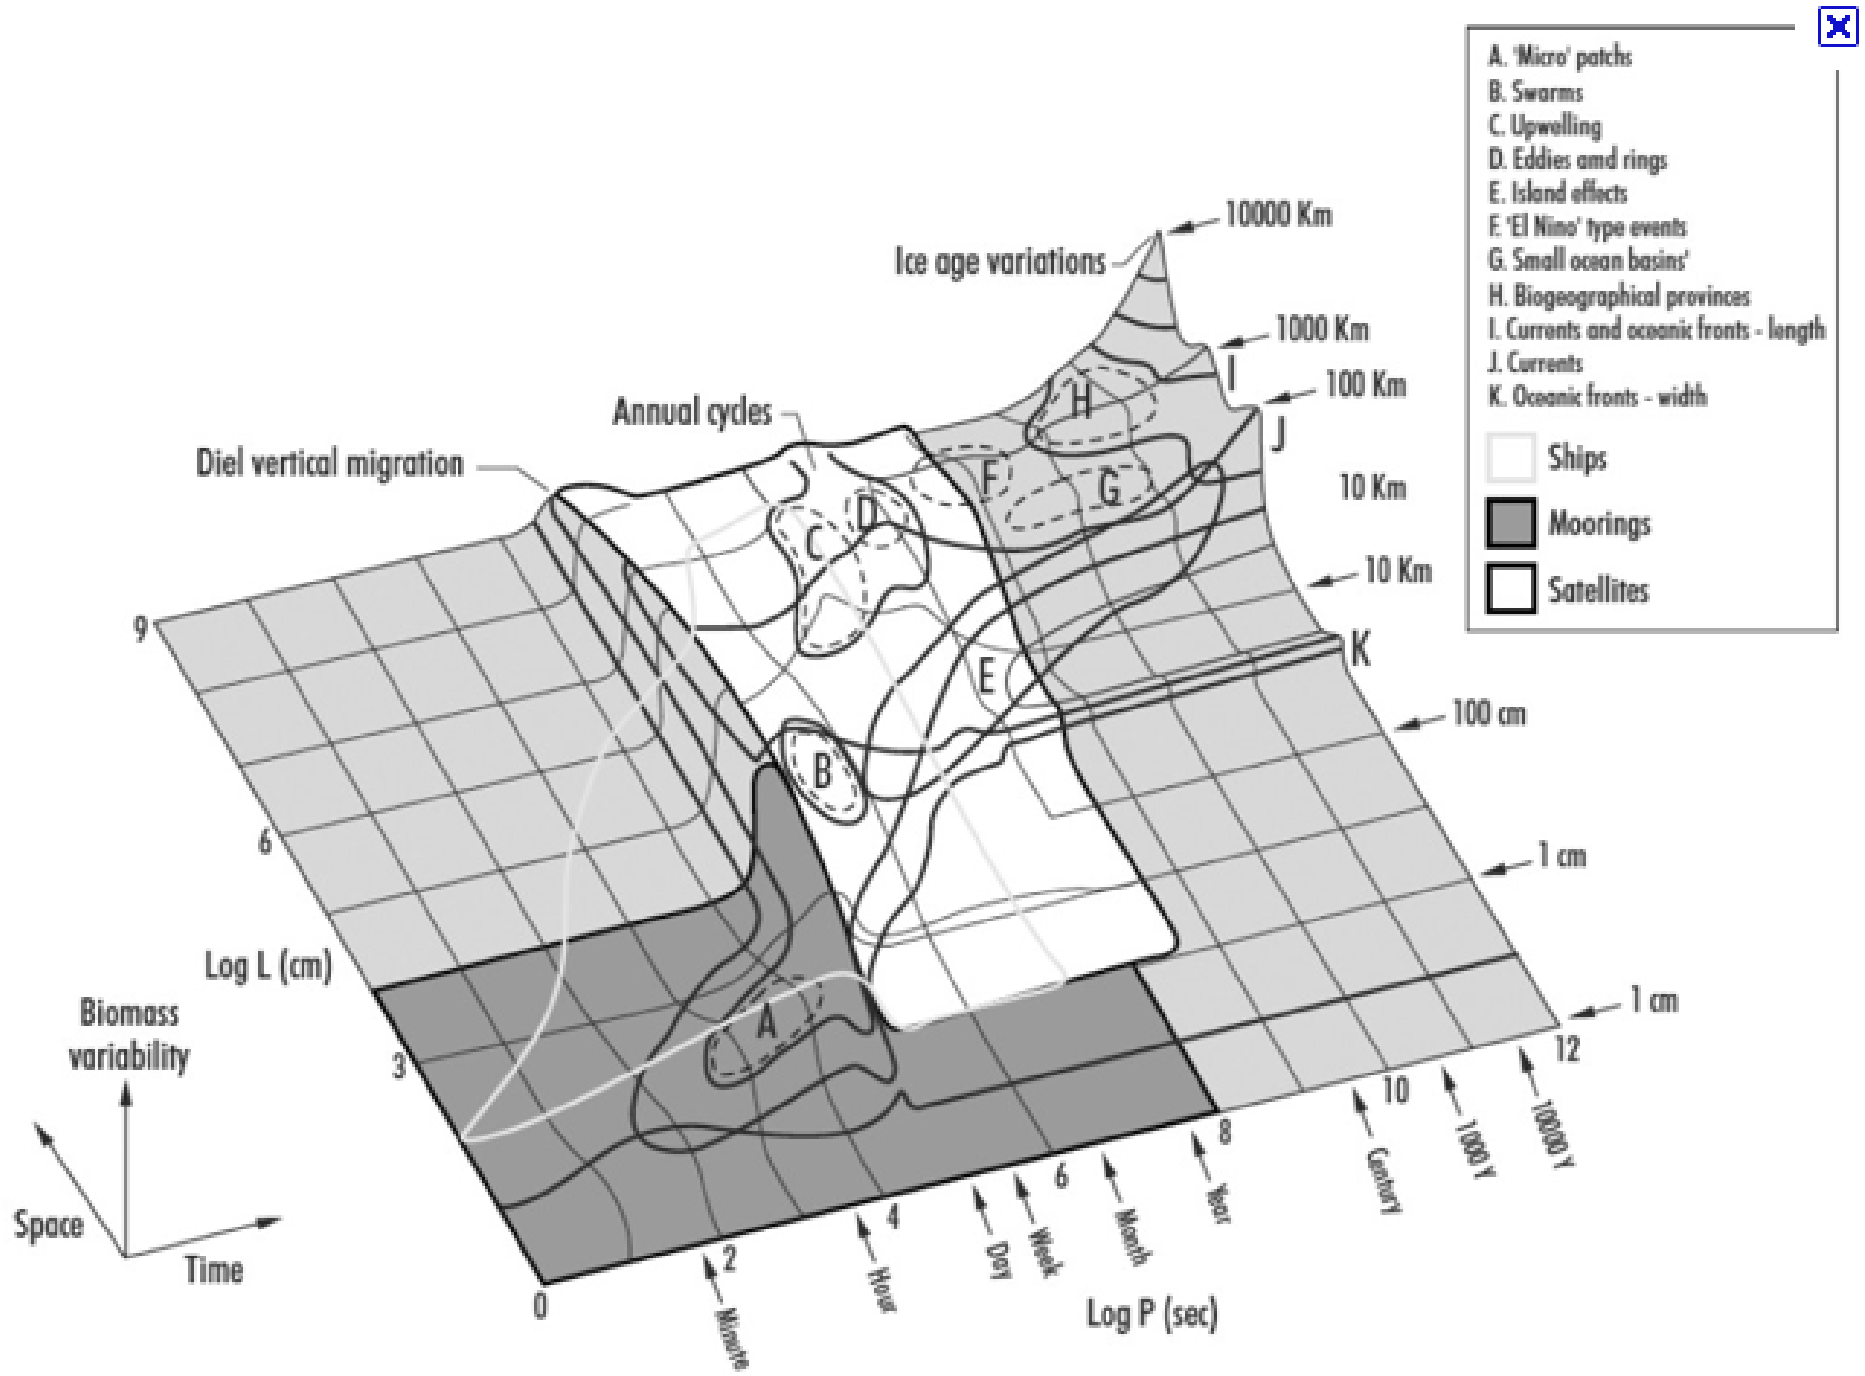 A. 'Micro' patchs
B. Swarms
C. Upwelling
D. Eddies amd rings
E. Island effects
F. 'El Nino' type events
G. Small ocean basins'
H. Biogeographical provinces
I. Currents and oceanic fronts - length
J. Currents
K. Oceanic fronts - width
Ships
Moorings
Satellites
10000 Km
Ice age variations
1000 Km
I
100 Km
H
Annual cycles
J
Diel vertical migration
F
G
10 Km
D
C
10 Km
9
K
E
100 cm
B
6
1 cm
Log L (cm)
1 cm
A
Biomass
variability
3
12
10
8
6
4
2
0
Space
Time
Minute
Hour
Day
Week
Month
Year
Century
1000 Y
10000 Y
Log P (sec)